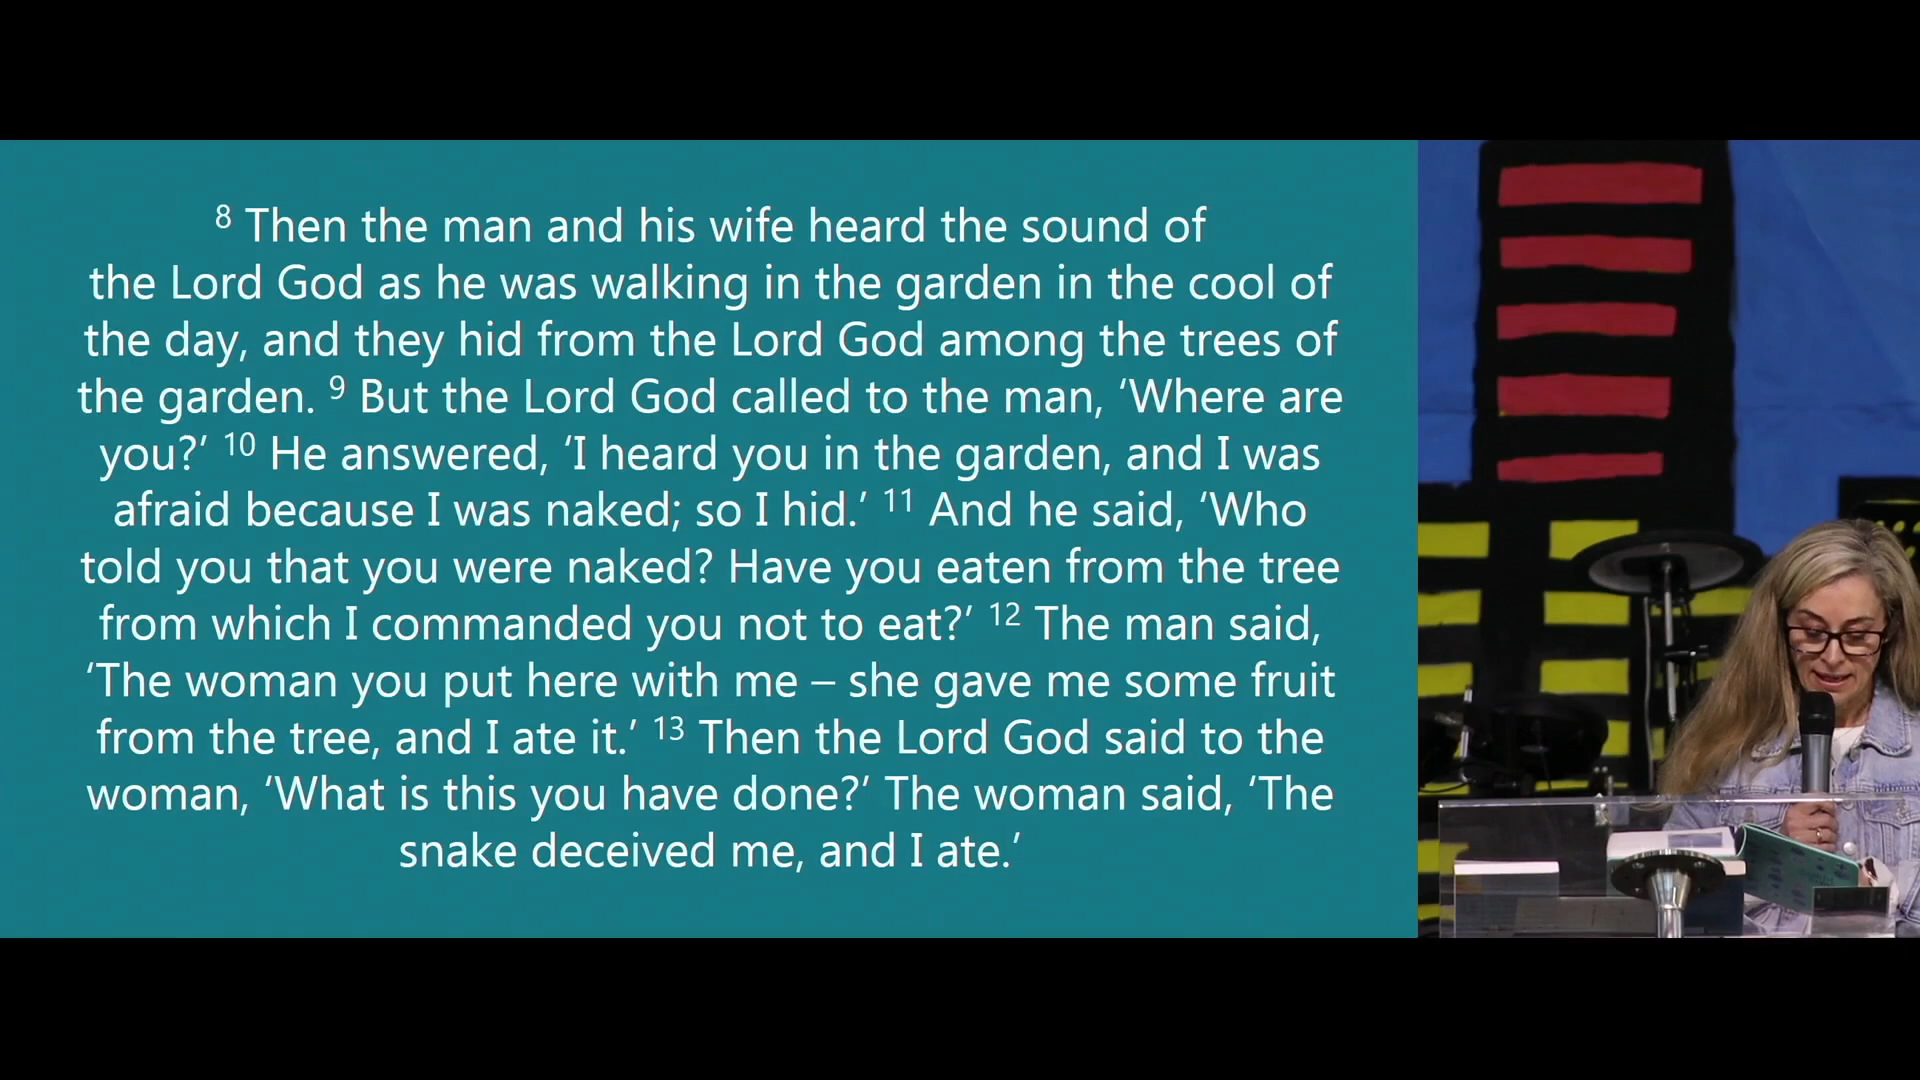 ⁸ Then the man and his wife heard the sound of
the Lord God as he was walking in the garden in the cool of
the day, and they hid from the Lord God among the trees of
the garden. ⁹ But the Lord God called to the man, ‘Where are
you?’ ¹⁰ He answered, ‘I heard you in the garden, and I was
afraid because I was naked; so I hid.’ ¹¹ And he said, ‘Who
told you that you were naked? Have you eaten from the tree
from which I commanded you not to eat?’ ¹² The man said,
‘The woman you put here with me – she gave me some fruit
from the tree, and I ate it.’ ¹³ Then the Lord God said to the
woman, ‘What is this you have done?’ The woman said, ‘The
snake deceived me, and I ate.’